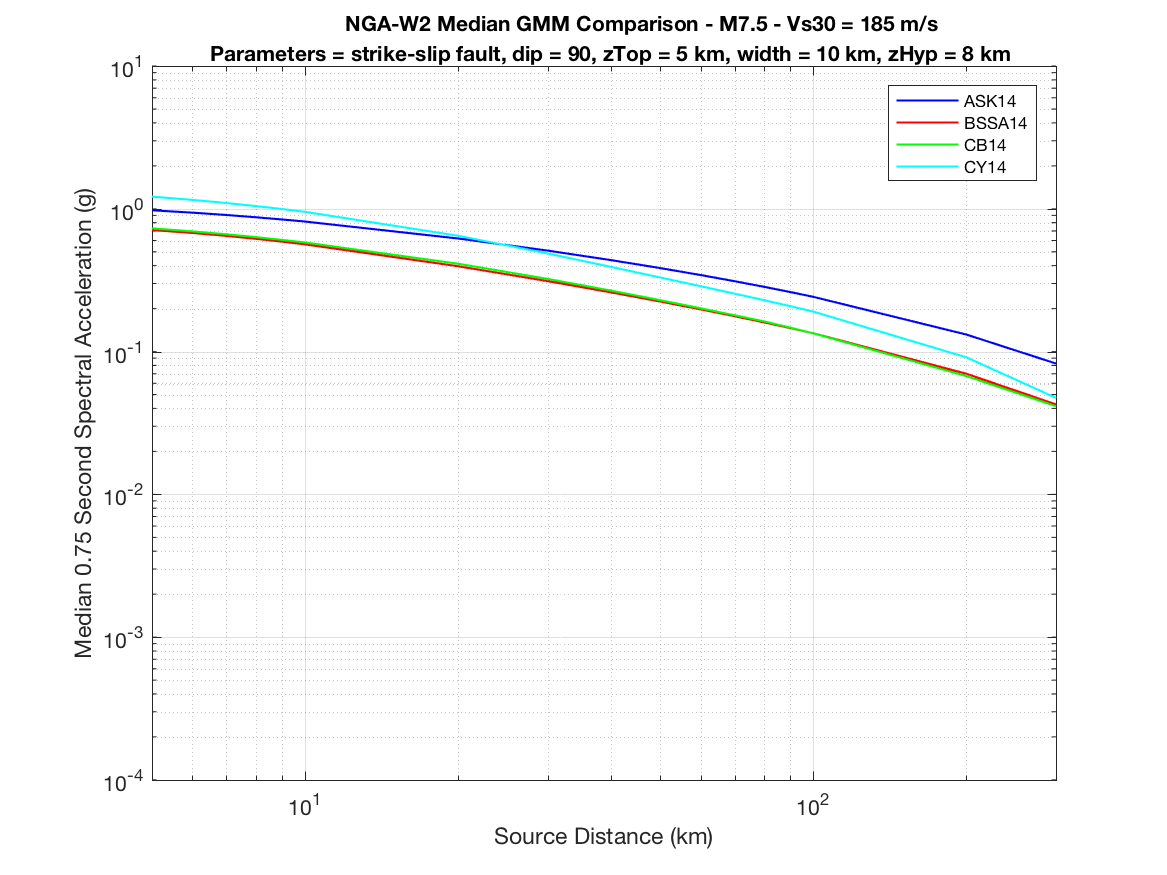 NGA-W2 Median GMM Comparison - M7.5 - Vs30 = 185 m/s
Parameters = strike-slip fault, dip = 90, zTop = 5 km, width = 10 km, zHyp = 8 km
ASK14
BSSA14
CB14
CY14
Median 0.75 Second Spectral Acceleration (g)
10^1
10^0
10^-1
10^-2
10^-3
10^-4
10^1
10^2
Source Distance (km)